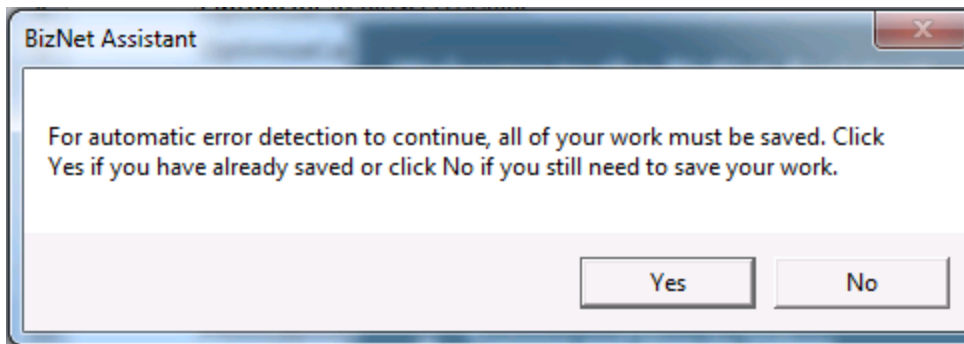 BizNet Assistant
For automatic error detection to continue, all of your work must be saved. Click
Yes if you have already saved or click No if you still need to save your work.
Yes
No